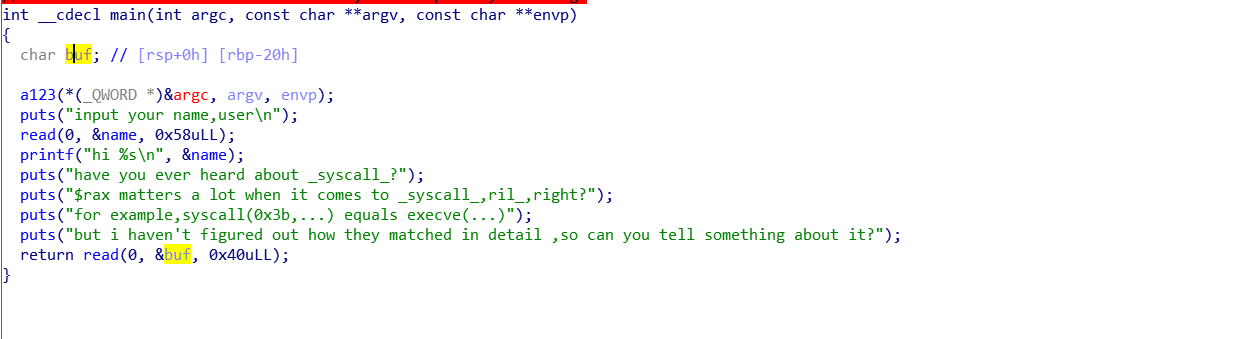 int __cdecl main(int argc, const char **argv, const char **envp)
{
char buf; // [rsp+0h] [rbp-20h]
a123(*(_QWORD *)&argc, argv, envp);
puts("input your name,user\n");
read(0, &name, 0x58uLL);
printf("hi %s\n", &name);
puts("have you ever heard about _syscall_?");
puts("$rax matters a lot when it comes to _syscall_,ril_,right?");
puts("for example,syscall(0x3b,...) equals execve(...)");
puts("but i haven't figured out how they matched in detail ,so can you tell something about it?");
return read(0, &buf, 0x40uLL);
}